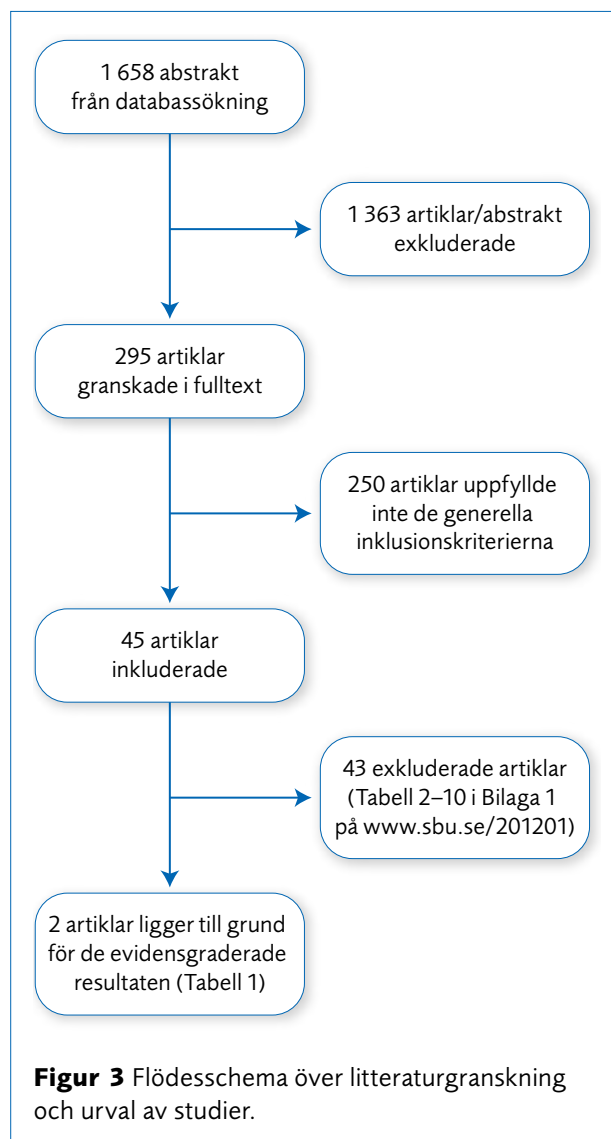 1 658 abstrakt
från databassökning
1 363 artiklar/abstrakt
exkluderade
295 artiklar
granskade i fulltext
250 artiklar uppfyllde
inte de generella
inklusionskriterierna
45 artiklar
inkluderade
43 exkluderade artiklar
(Tabell 2–10 i Bilaga 1
på www.sbu.se/201201)
2 artiklar ligger till grund
för de evidensgraderade
resultaten (Tabell 1)
Figur 3 Flödesschema över litteraturgranskning
och urval av studier.